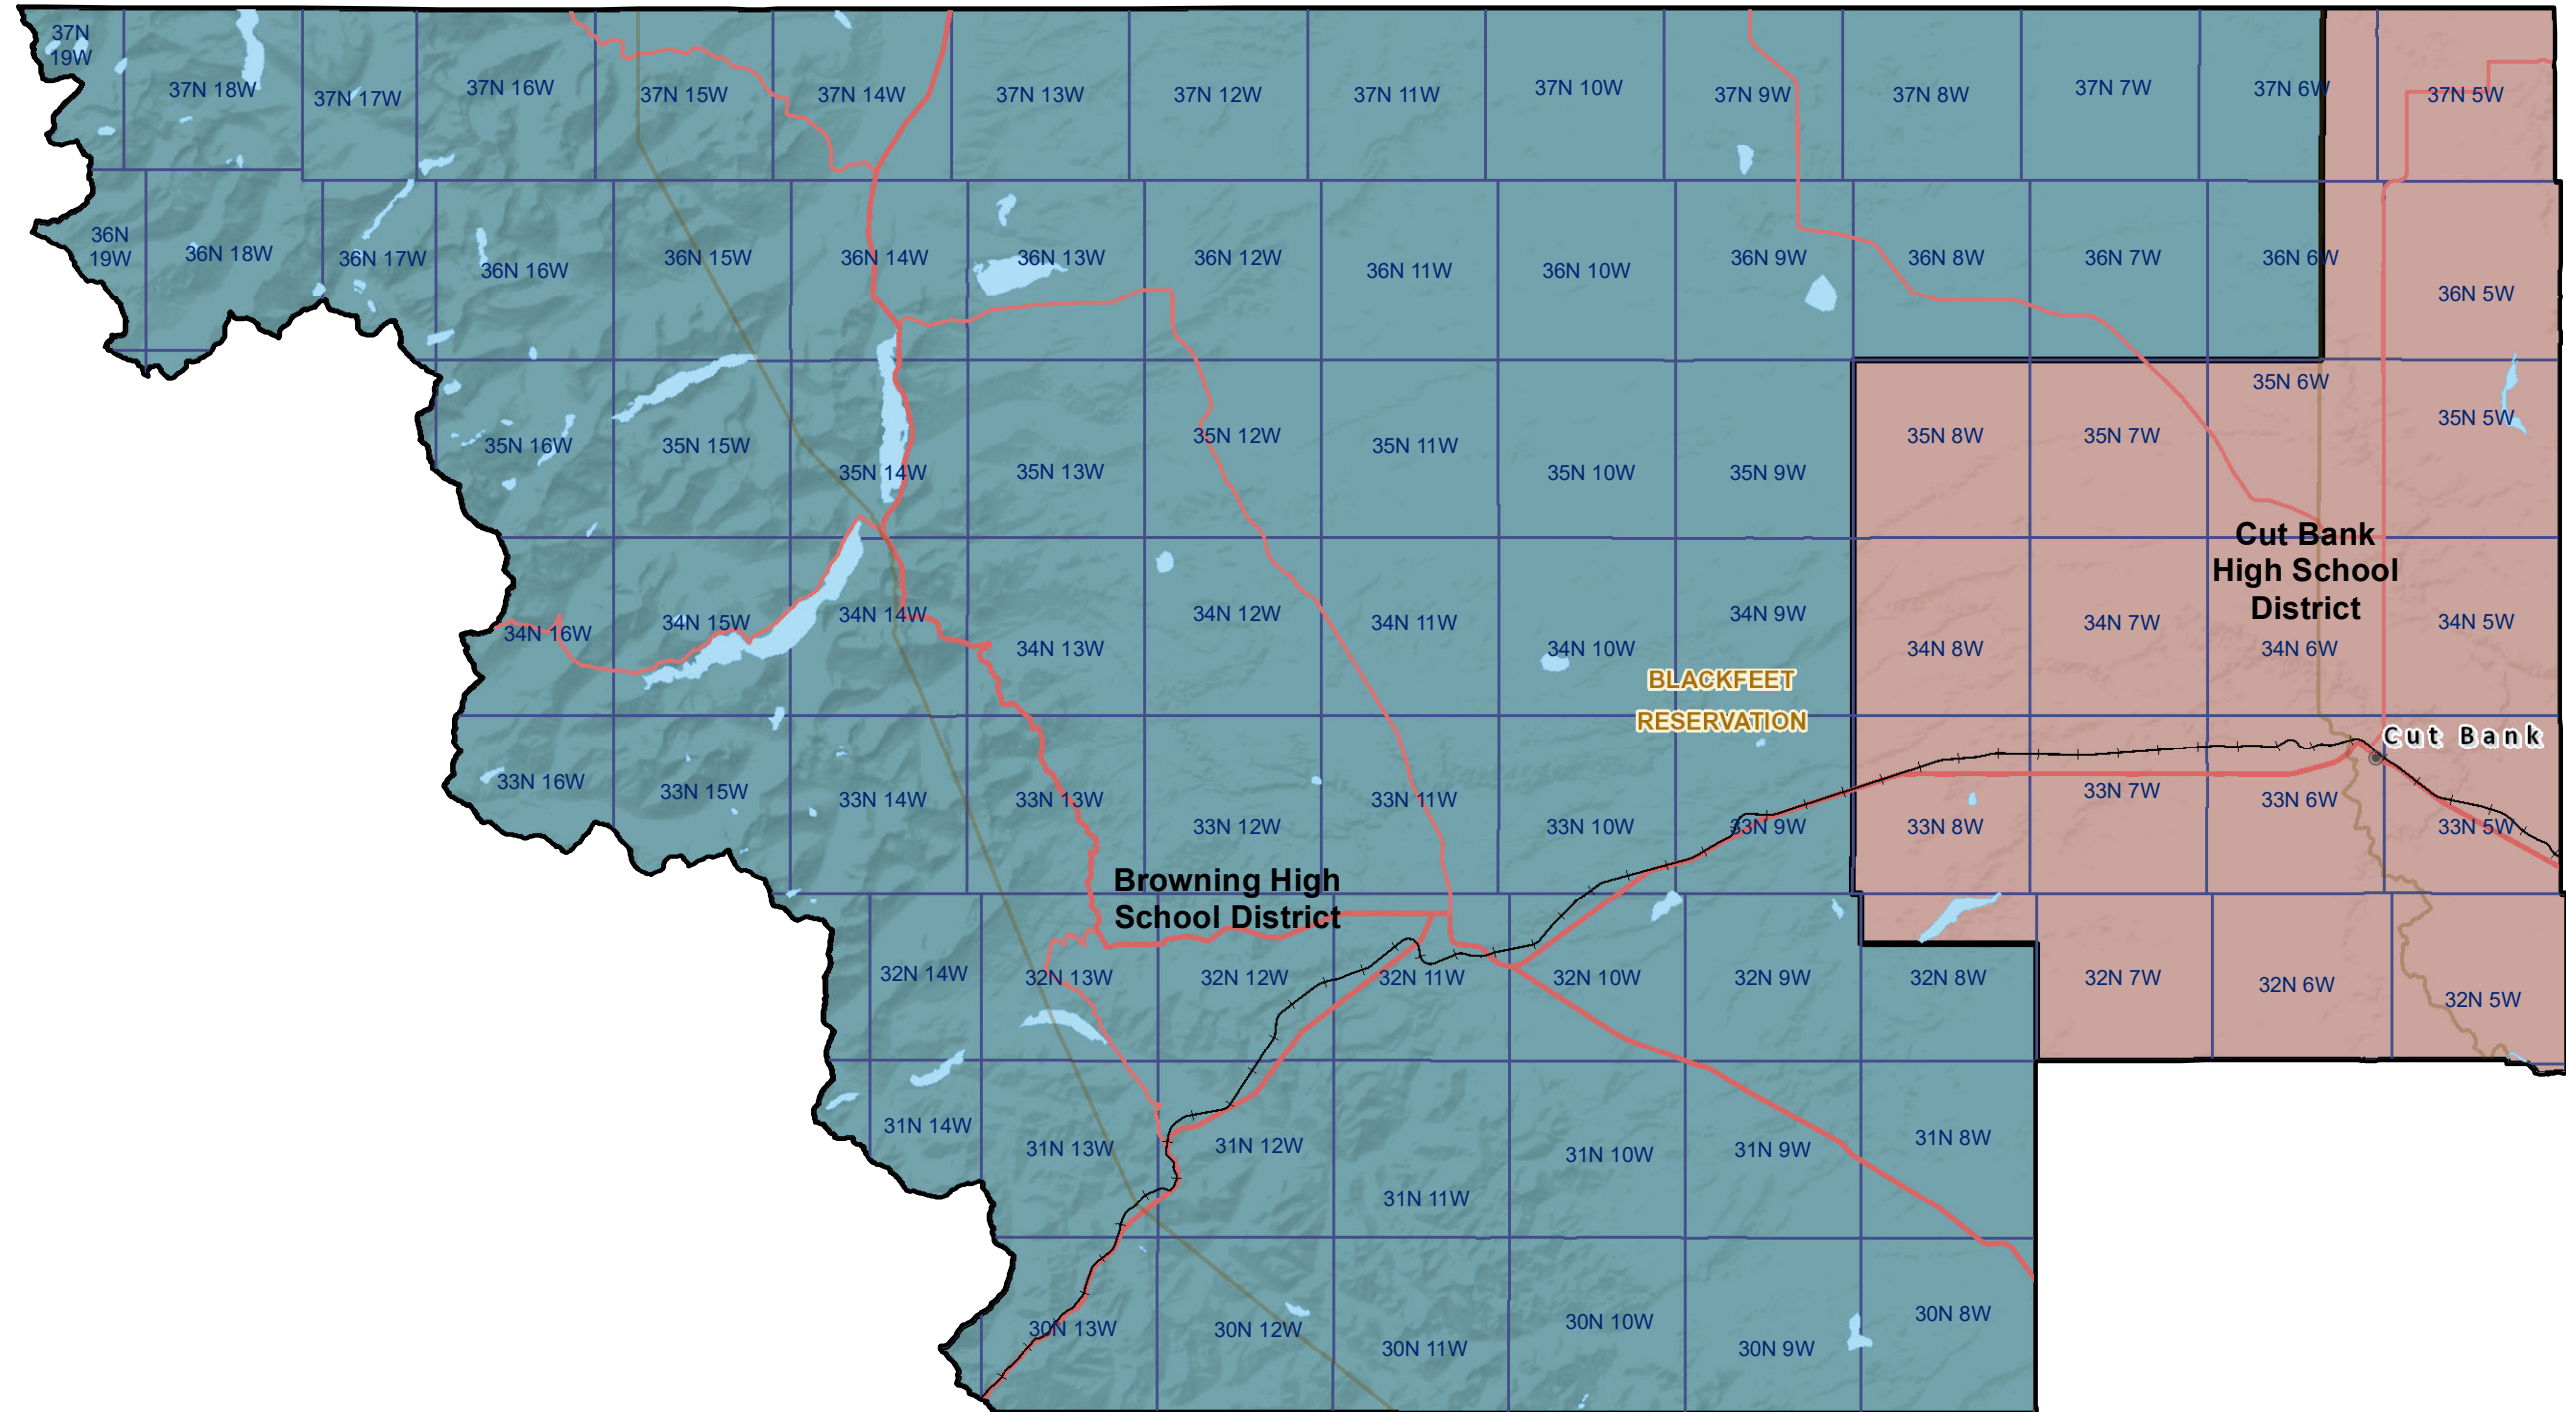 37N
19W
37N 18W
37N 17W
37N 16W
37N 15W
37N 14W
37N 13W
37N 12W
37N 11W
37N 10W
37N 9W
37N 8W
37N 7W
37N 6W
37N 5W
36N
19W
36N 18W
36N 17W
36N 16W
36N 15W
36N 14W
36N 13W
36N 12W
36N 11W
36N 10W
36N 9W
36N 8W
36N 7W
36N 6W
36N 5W
35N 16W
35N 15W
35N 14W
35N 13W
35N 12W
35N 11W
35N 10W
35N 9W
35N 8W
35N 7W
35N 6W
35N 5W
Cut Bank
High School
District
34N 16W
34N 15W
34N 14W
34N 13W
34N 12W
34N 11W
34N 10W
34N 9W
34N 8W
34N 7W
34N 6W
34N 5W
BLACKFEET
RESERVATION
Cut Bank
33N 16W
33N 15W
33N 14W
33N 13W
33N 12W
33N 11W
33N 10W
33N 9W
33N 8W
33N 7W
33N 6W
33N 5W
Browning High
School District
32N 14W
32N 13W
32N 12W
32N 11W
32N 10W
32N 9W
32N 8W
32N 7W
32N 6W
32N 5W
31N 14W
31N 13W
31N 12W
31N 11W
31N 10W
31N 9W
31N 8W
30N 13W
30N 12W
30N 11W
30N 10W
30N 9W
30N 8W